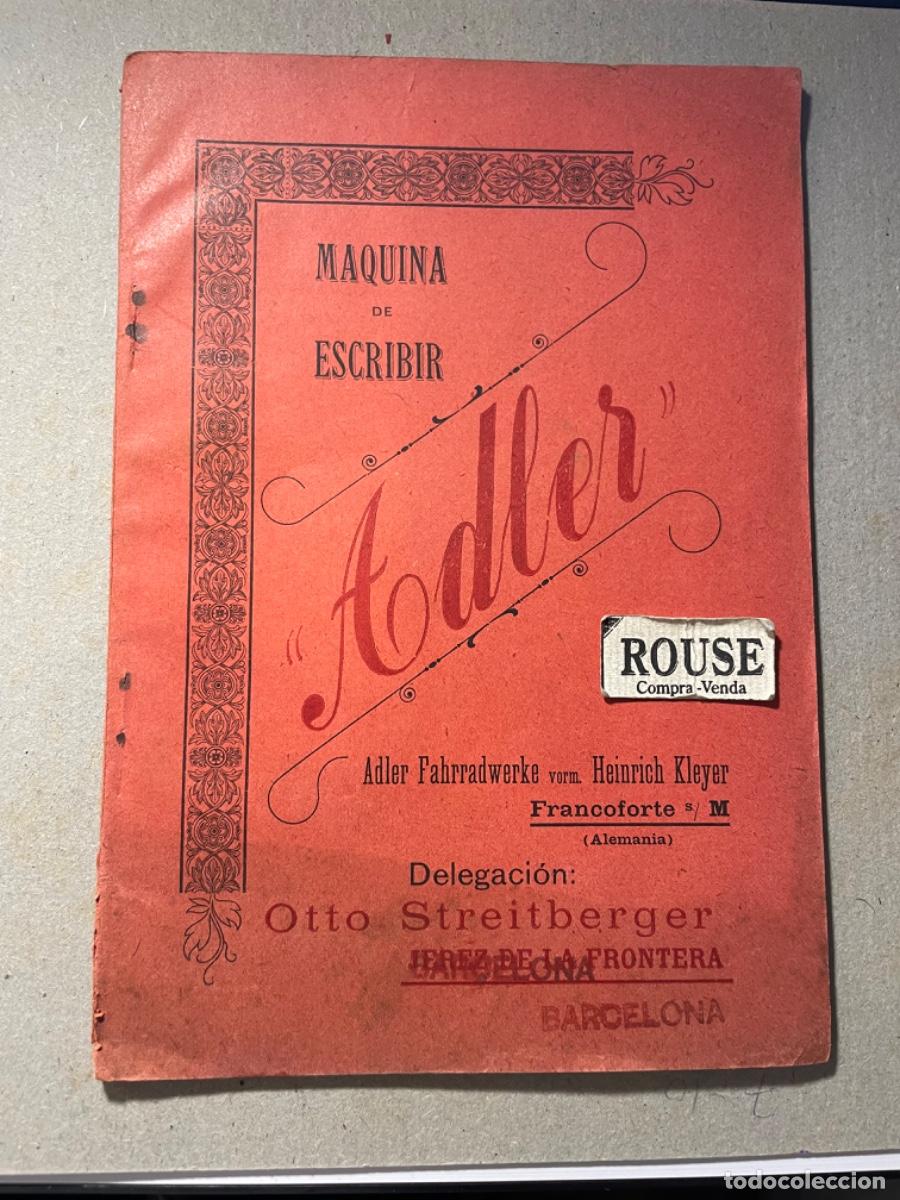 MAQUINA
DE
ESCRIBIR
"Adler"
ROUSE
Compra-Venda
Adler Fahrradwerke vorm. Heinrich Kleyer
Francoforte s/ M
(Alemania)
Delegación:
Otto Streitberger
JEREZ DE LA FRONTERA
BARCELONA
BARCELONA
todocoleccion